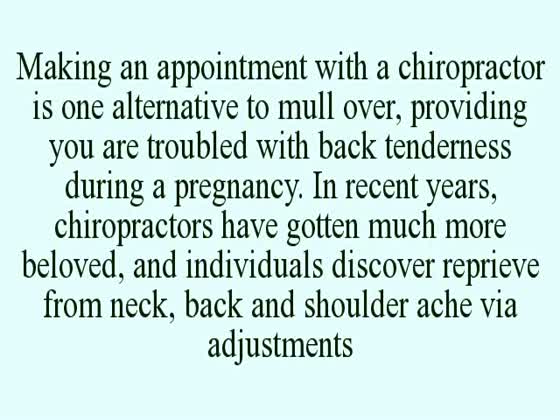 Making an appointment with a chiropractor
is one alternative to mull over, providing
you are troubled with back tenderness
during a pregnancy. In recent years,
chiropractors have gotten much more
beloved, and individuals discover reprieve
from neck, back and shoulder ache via
adjustments